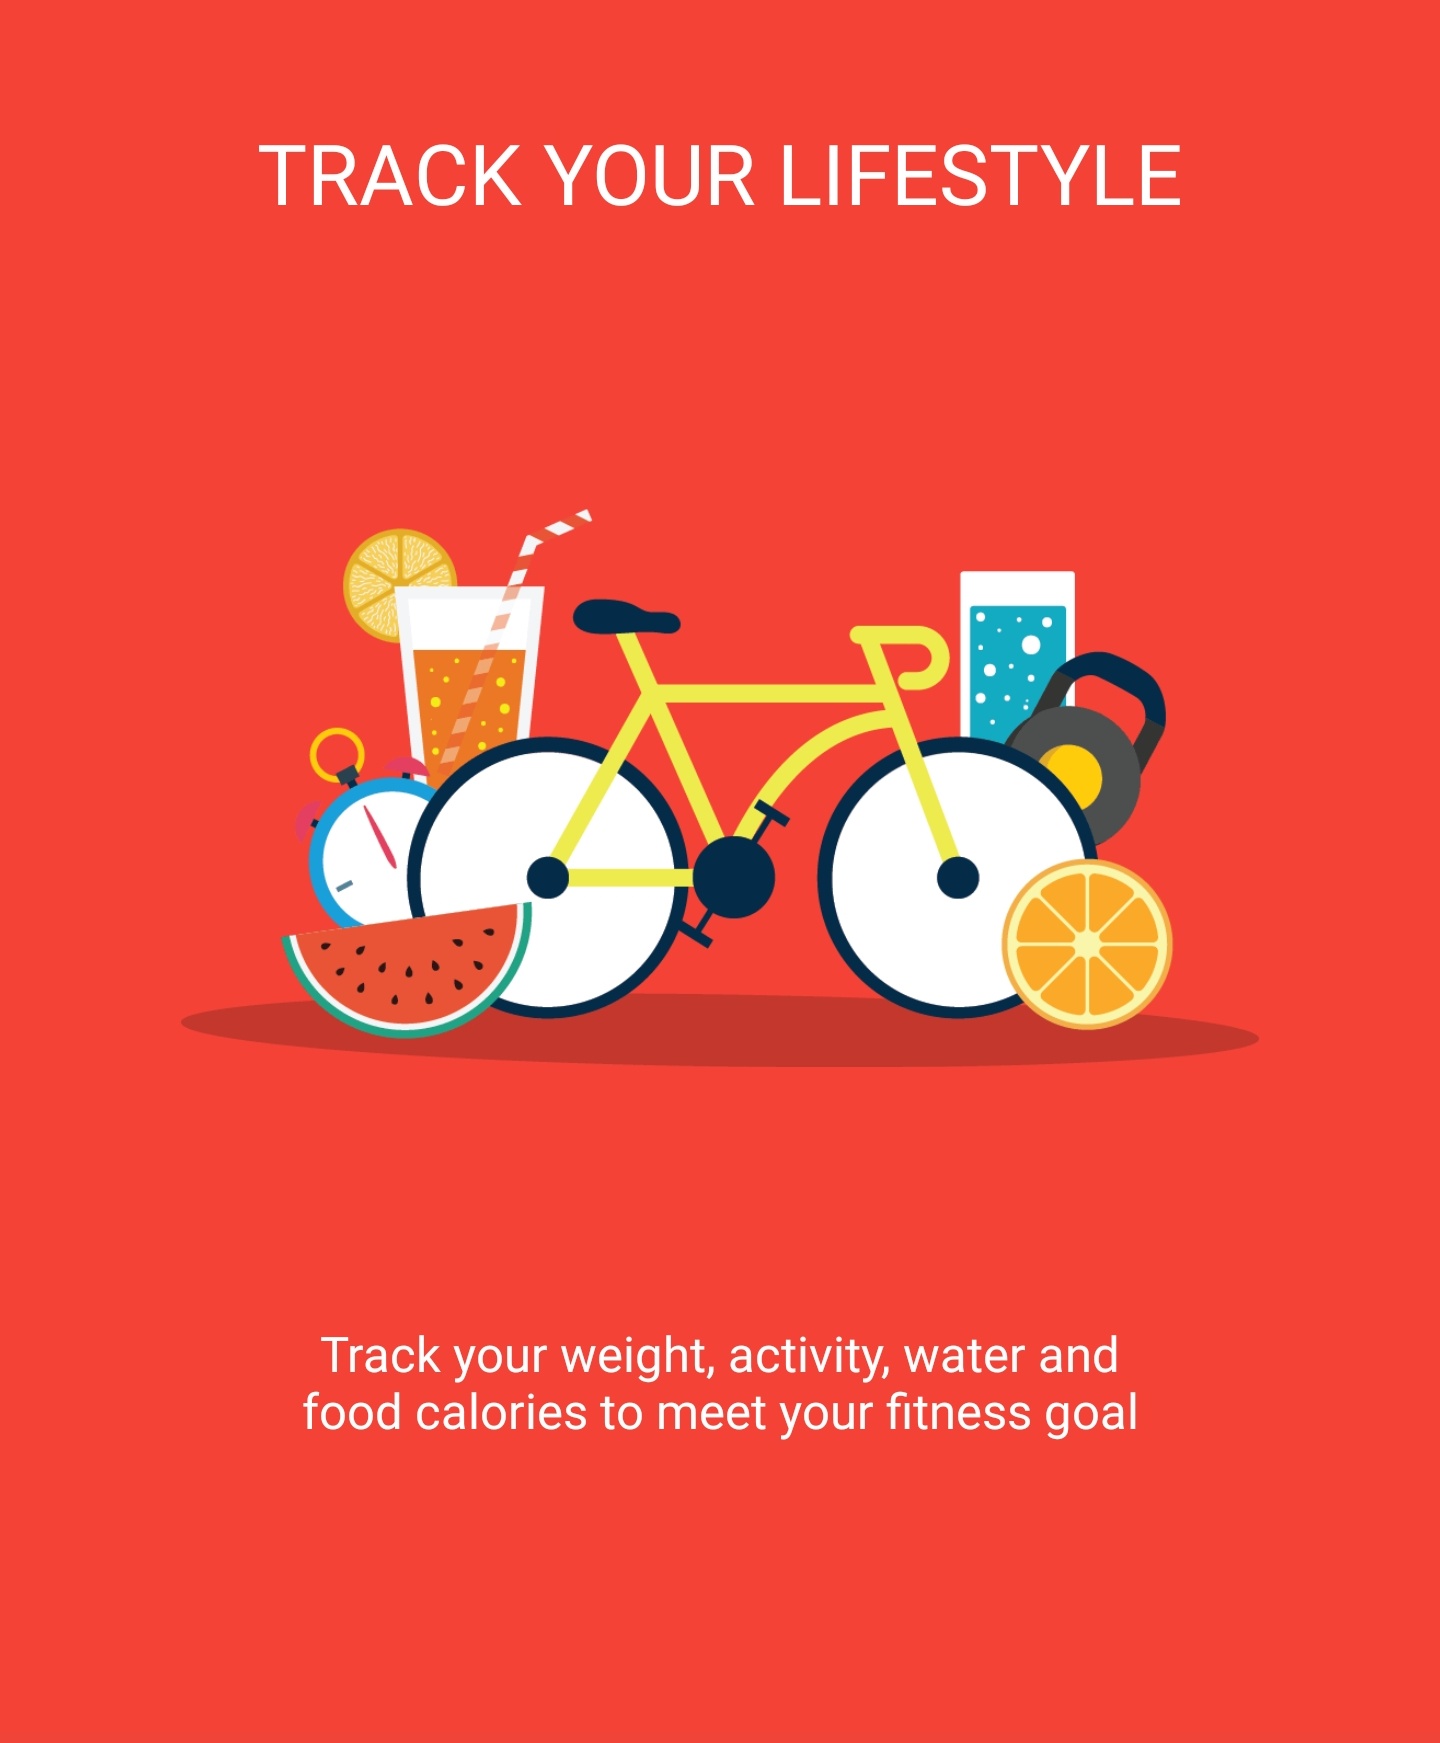 TRACK YOUR LIFESTYLE
Track your weight, activity, water and
food calories to meet your fitness goal